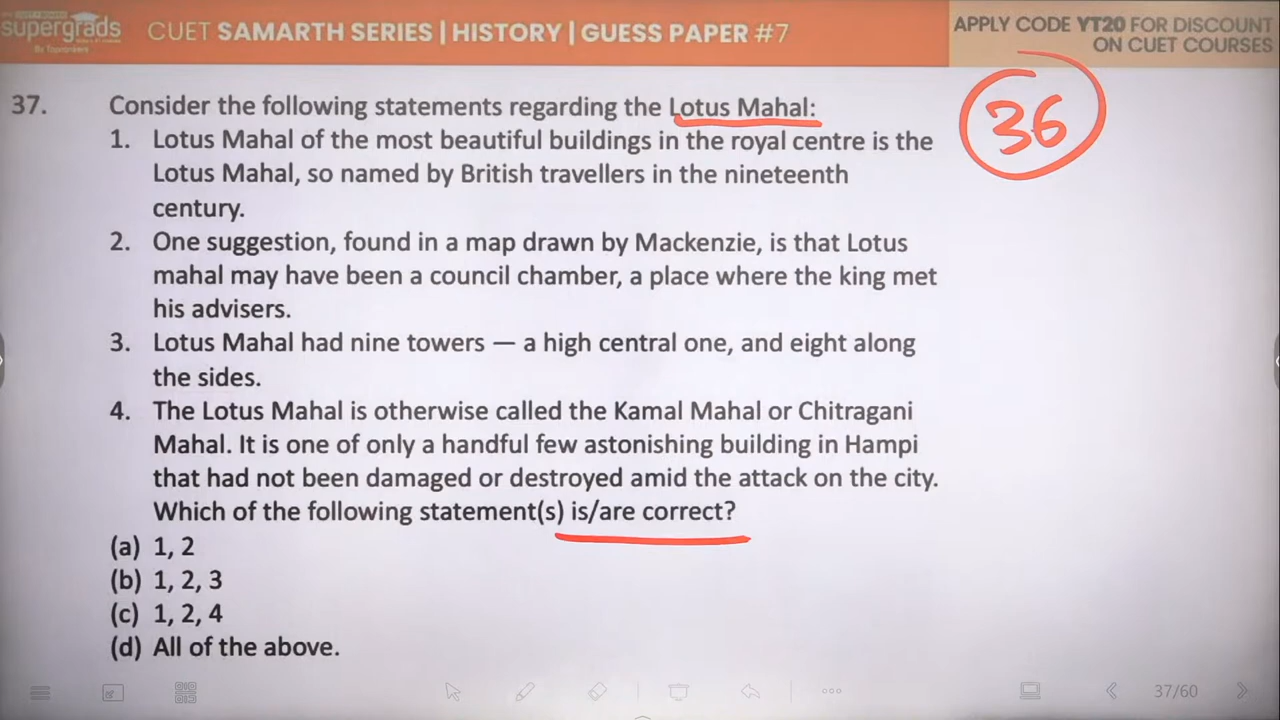 supergrads
By Toprankers
CUET SAMARTH SERIES | HISTORY | GUESS PAPER #7
APPLY CODE YT20 FOR DISCOUNT
ON CUET COURSES
36
37. Consider the following statements regarding the Lotus Mahal:
1. Lotus Mahal of the most beautiful buildings in the royal centre is the
Lotus Mahal, so named by British travellers in the nineteenth
century.
2. One suggestion, found in a map drawn by Mackenzie, is that Lotus
mahal may have been a council chamber, a place where the king met
his advisers.
3. Lotus Mahal had nine towers — a high central one, and eight along
the sides.
4. The Lotus Mahal is otherwise called the Kamal Mahal or Chitragani
Mahal. It is one of only a handful few astonishing building in Hampi
that had not been damaged or destroyed amid the attack on the city.
Which of the following statement(s) is/are correct?
(a) 1, 2
(b) 1, 2, 3
(c) 1, 2, 4
(d) All of the above.
37/60